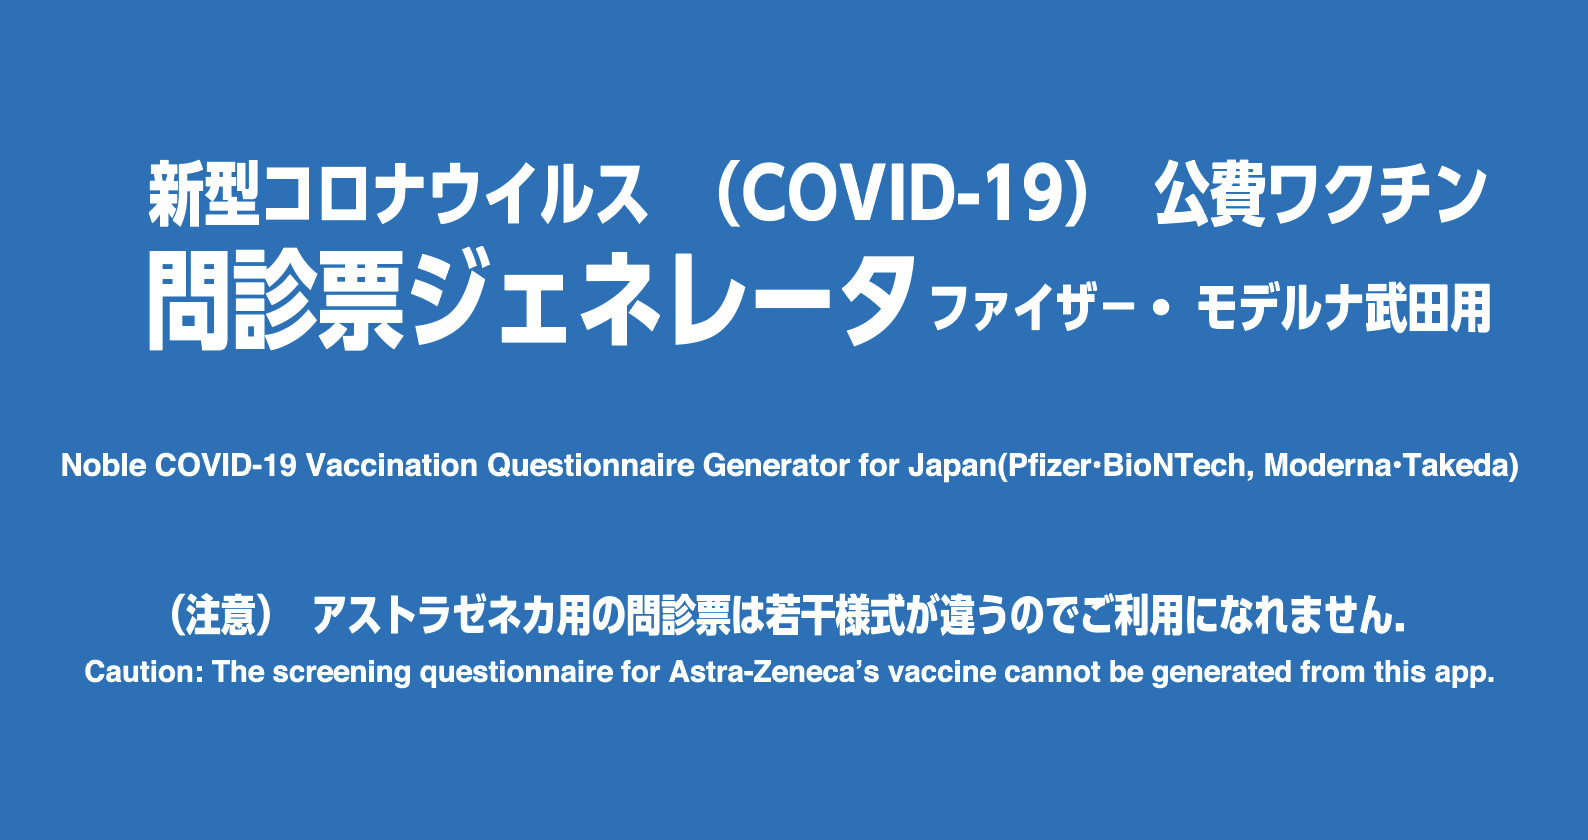 新型コロナウイルス （COVID-19） 公費ワクチン
問診票ジェネレータ ファイザー・モデルナ武田用
Noble COVID-19 Vaccination Questionnaire Generator for Japan(Pfizer・BioNTech, Moderna・Takeda)
（注意） アストラゼネカ用の問診票は若干様式が違うのでご利用になれません.
Caution: The screening questionnaire for Astra-Zeneca’s vaccine cannot be generated from this app.